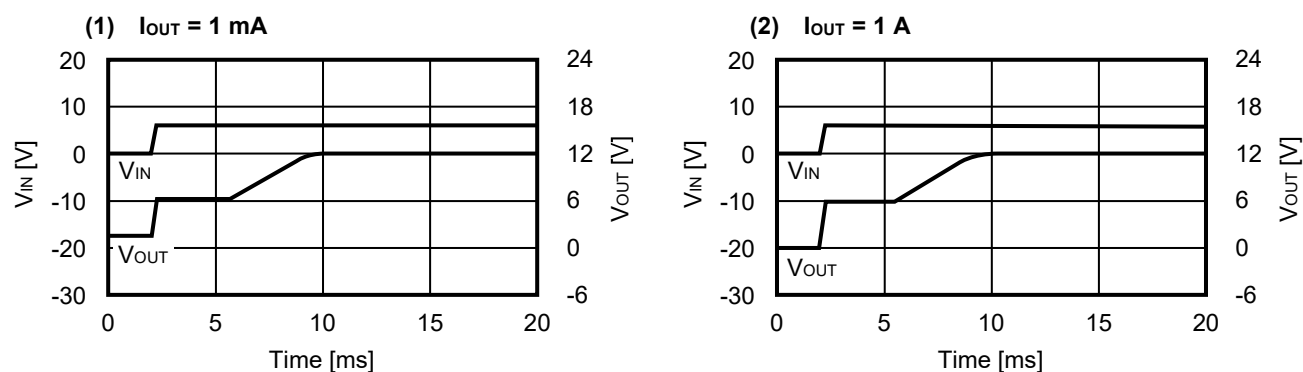 (1) IOUT = 1 mA
20
10
0
-10
-20
-30
VIN [V]
VIN
VOUT
24
18
12
6
0
-6
VOUT [V]
0 5 10 15 20
Time [ms]
(2) IOUT = 1 A
20
10
0
-10
-20
-30
VIN [V]
VIN
VOUT
24
18
12
6
0
-6
VOUT [V]
0 5 10 15 20
Time [ms]